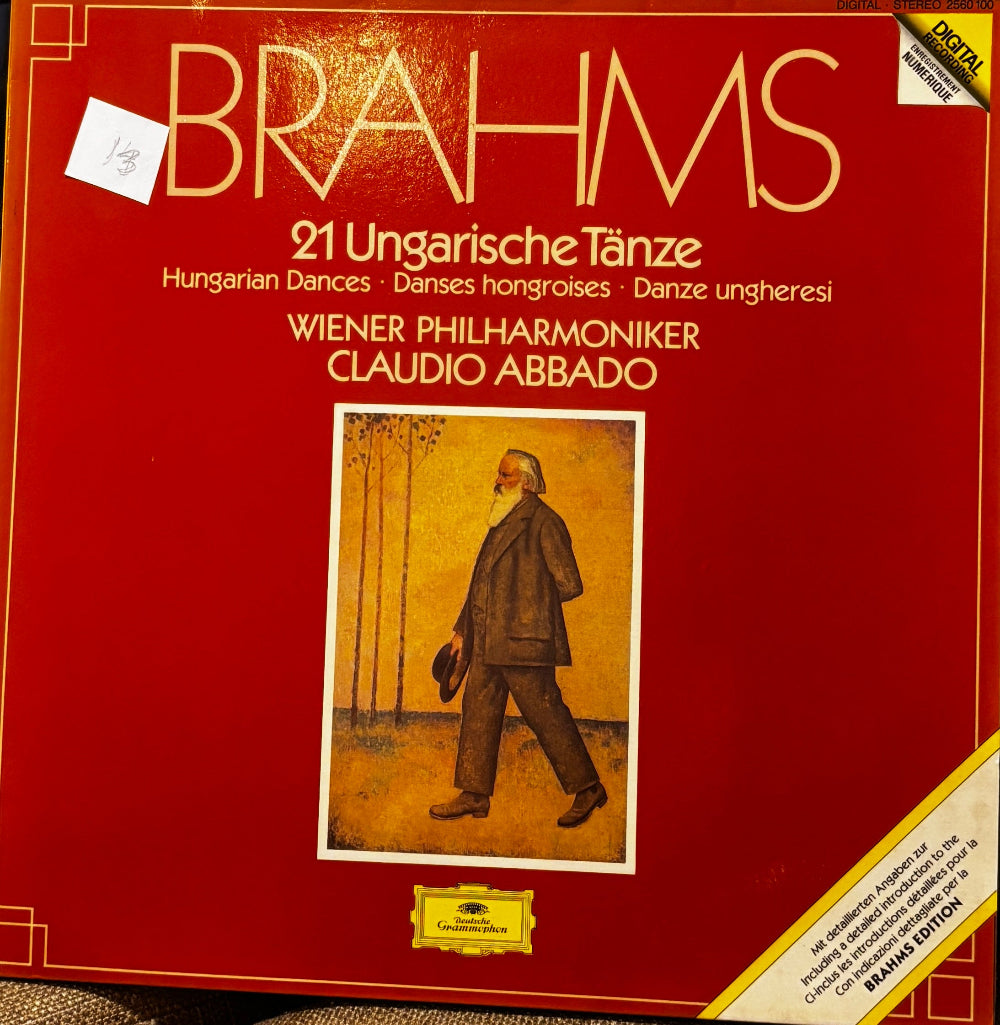 DIGITAL · STEREO 2560 100
DIGITAL
RECORDING
ENREGISTREMENT
NUMERIQUE
BRAHMS
21 Ungarische Tänze
Hungarian Dances · Danses hongroises · Danze ungheresi
WIENER PHILHARMONIKER
CLAUDIO ABBADO
Deutsche
Grammophon
Mit detaillierten Angaben zur
Including a detailed introduction to the
Ci-inclus les introductions détaillées pour la
Con indicazioni dettagliate per la
BRAHMS EDITION